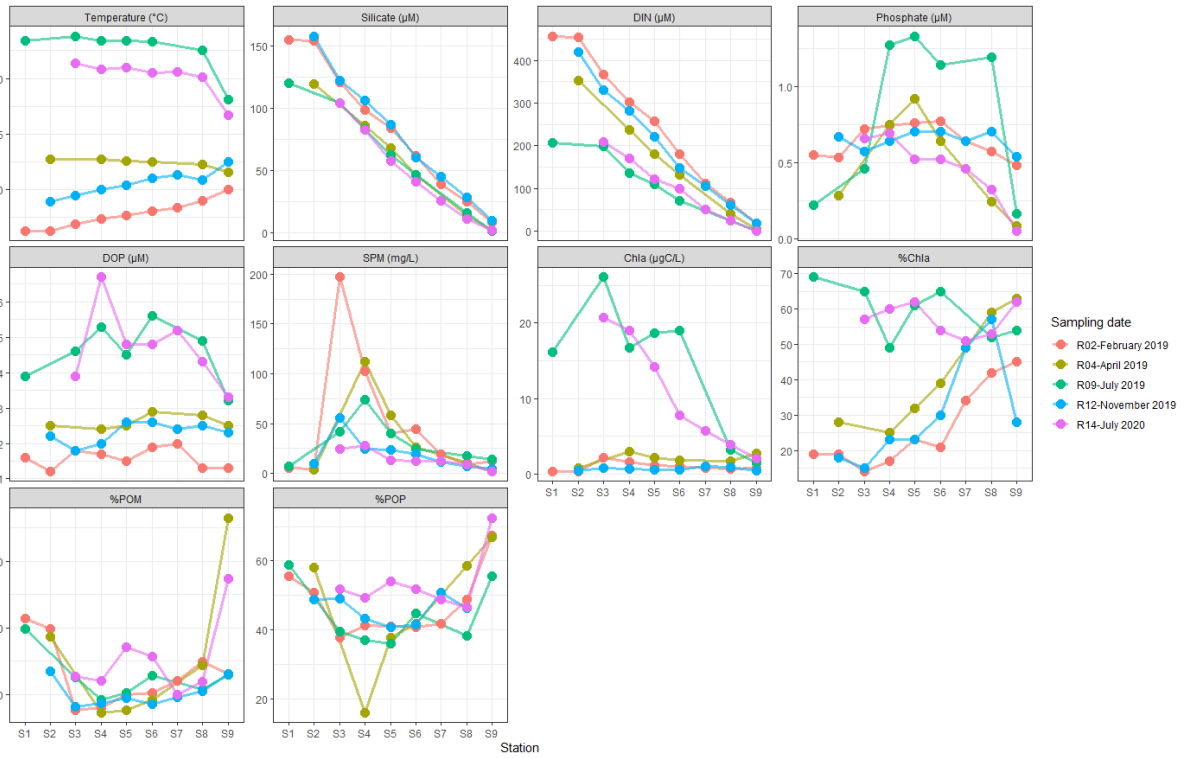 Temperature (°C) Silicate (µM) DIN (µM) Phosphate (µM)
150
100
50
0
400
300
200
100
0
1.0
0.5
0.0
DOP (µM) SPM (mg/L) Chla (µgC/L) %Chla
200
150
100
50
0
20
10
0
70
60
50
40
30
20
S1 S2 S3 S4 S5 S6 S7 S8 S9 S1 S2 S3 S4 S5 S6 S7 S8 S9
Sampling date
R02-February 2019
R04-April 2019
R09-July 2019
R12-November 2019
R14-July 2020
%POM %POP
60
40
20
S1 S2 S3 S4 S5 S6 S7 S8 S9 S1 S2 S3 S4 S5 S6 S7 S8 S9
Station